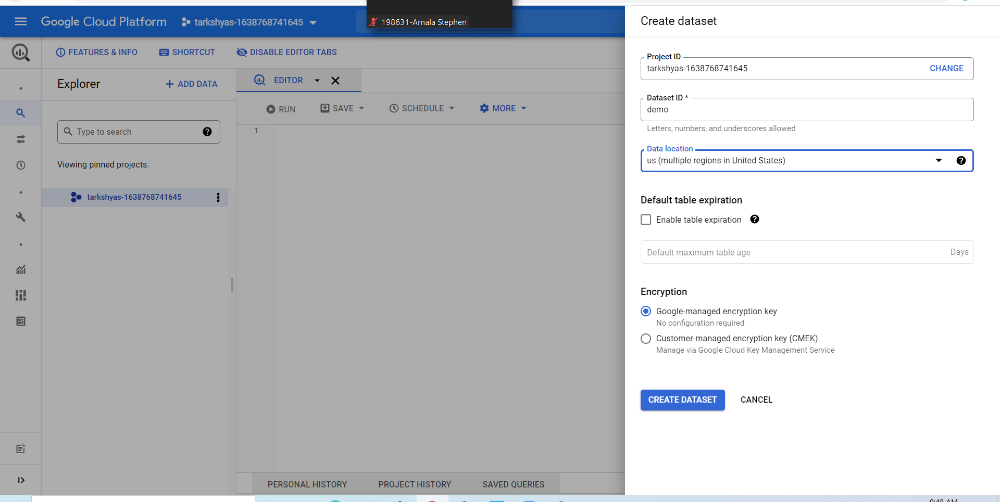 Google Cloud Platform
tarkshyas-1638768741645
198631-Amala Stephen
FEATURES & INFO
SHORTCUT
DISABLE EDITOR TABS
Explorer
ADD DATA
EDITOR
RUN
SAVE
SCHEDULE
MORE
Type to search
1
Viewing pinned projects.
tarkshyas-1638768741645
PERSONAL HISTORY
PROJECT HISTORY
SAVED QUERIES
Create dataset
Project ID
tarkshyas-1638768741645
CHANGE
Dataset ID *
demo
Letters, numbers, and underscores allowed
Data location
us (multiple regions in United States)
Default table expiration
Enable table expiration
Default maximum table age
Days
Encryption
Google-managed encryption key
No configuration required
Customer-managed encryption key (CMEK)
Manage via Google Cloud Key Management Service
CREATE DATASET
CANCEL